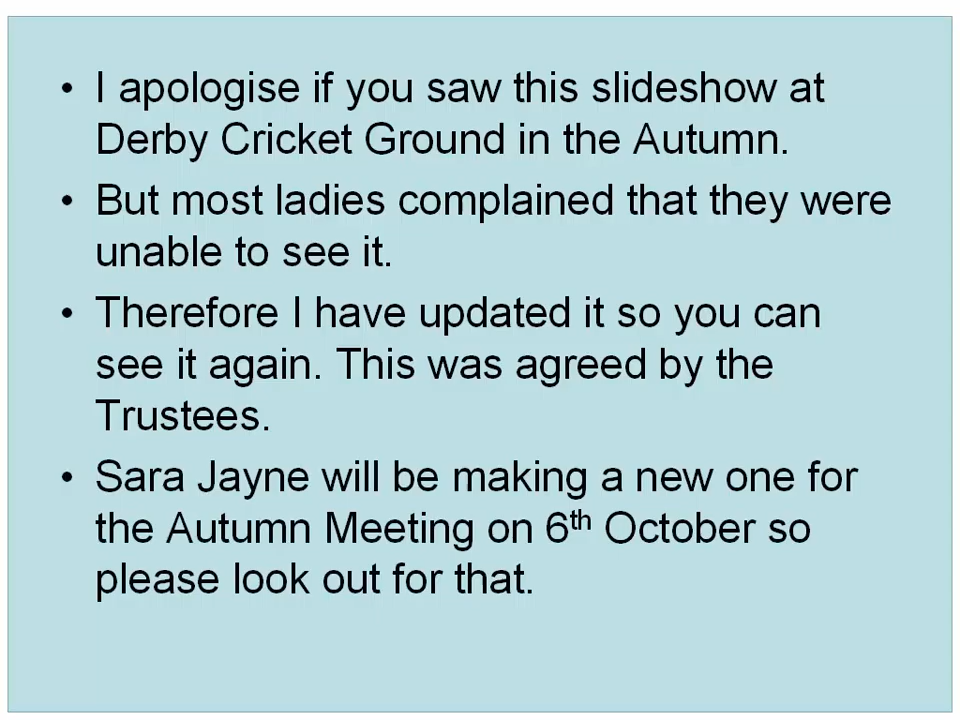 • I apologise if you saw this slideshow at
Derby Cricket Ground in the Autumn.
• But most ladies complained that they were
unable to see it.
• Therefore I have updated it so you can
see it again. This was agreed by the
Trustees.
• Sara Jayne will be making a new one for
the Autumn Meeting on 6th October so
please look out for that.